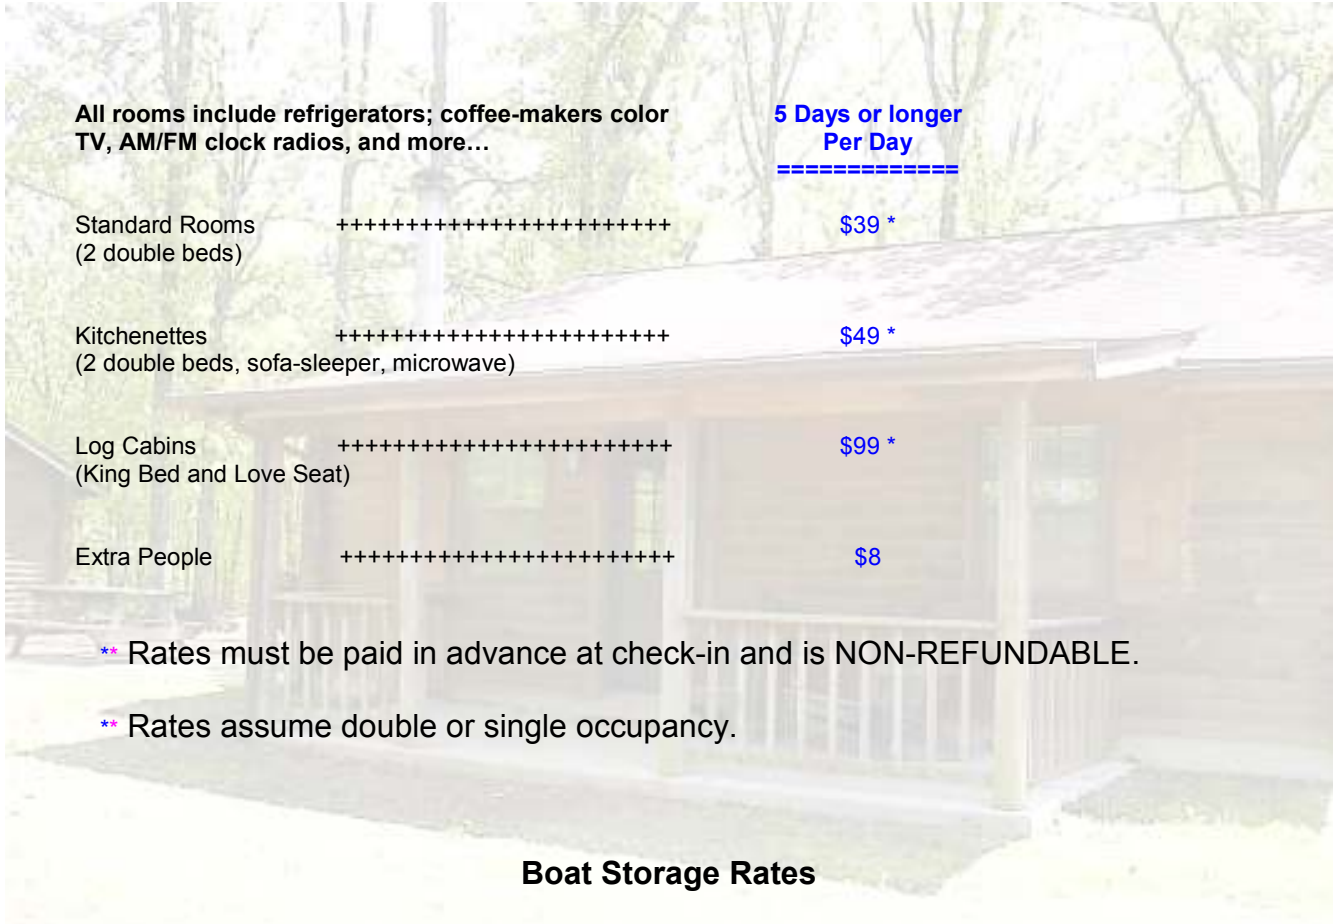 All rooms include refrigerators; coffee-makers color 5 Days or longer
TV, AM/FM clock radios, and more… Per Day
=============
Standard Rooms ++++++++++++++++++++++++ $39 *
(2 double beds)
Kitchenettes ++++++++++++++++++++++++ $49 *
(2 double beds, sofa-sleeper, microwave)
Log Cabins ++++++++++++++++++++++++ $99 *
(King Bed and Love Seat)
Extra People ++++++++++++++++++++++++ $8
** Rates must be paid in advance at check-in and is NON-REFUNDABLE.
** Rates assume double or single occupancy.
Boat Storage Rates